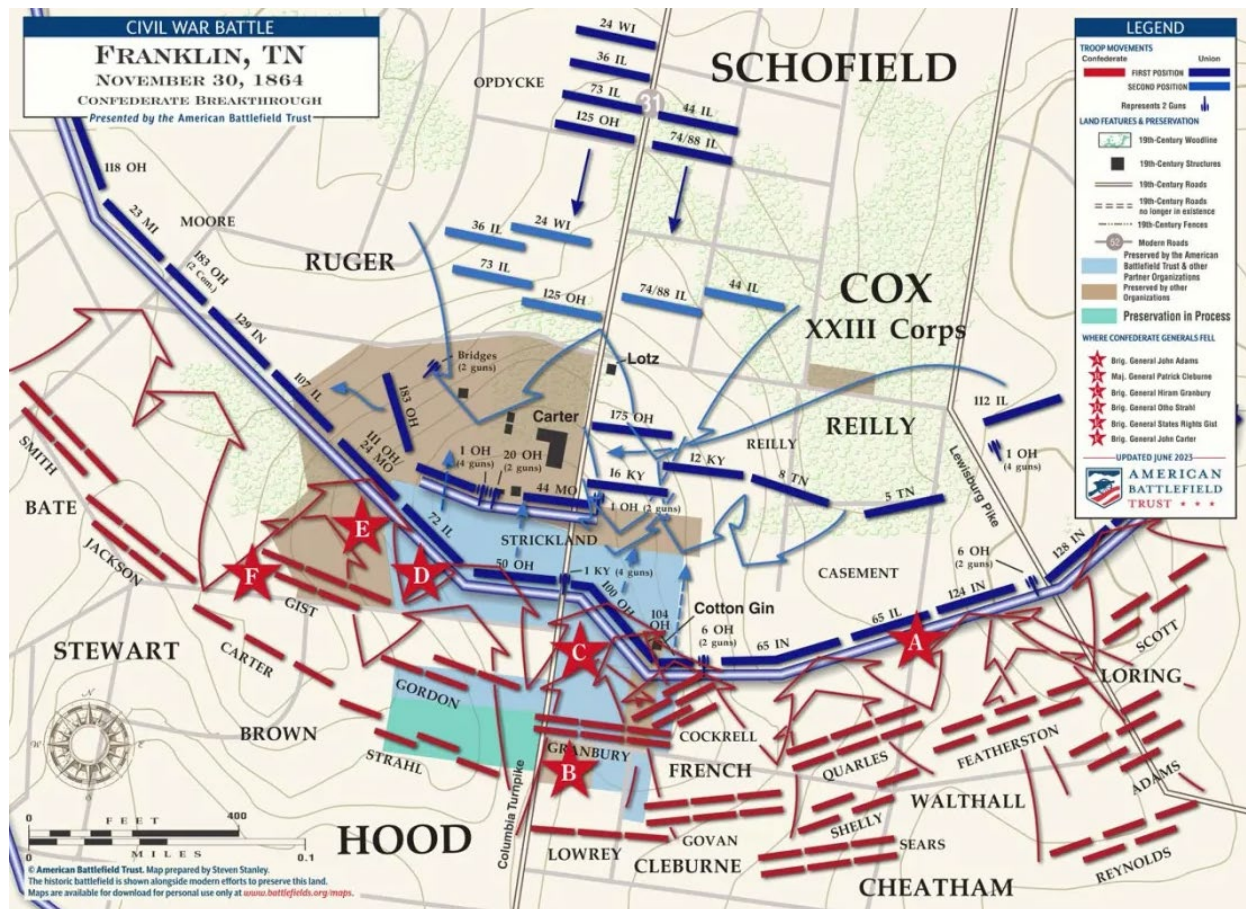 CIVIL WAR BATTLE
FRANKLIN, TN
NOVEMBER 30, 1864
CONFEDERATE BREAKTHROUGH
Presented by the American Battlefield Trust
LEGEND
TROOP MOVEMENTS
Confederate
Union
FIRST POSITION
SECOND POSITION
Represents 2 Guns
LAND FEATURES & PRESERVATION
19th-Century Woodline
19th-Century Structures
19th-Century Roads
19th-Century Roads
no longer in existence
19th-Century Fences
52
Modern Roads
Preserved by the American
Battlefield Trust & other
Partner Organizations
Preserved by other
Organizations
Preservation in Process
WHERE CONFEDERATE GENERALS FELL
Brig. General John Adams
Maj. General Patrick Cleburne
Brig. General Hiram Granbury
Brig. General Otho Strahl
Brig. General States Rights Gist
Brig. General John Carter
UPDATED JUNE 2023
AMERICAN
BATTLEFIELD
TRUST
24 WI
36 IL
OPDYCKE
73 IL
31
44 IL
125 OH
74/88 IL
SCHOFIELD
118 OH
23 MI
MOORE
183 OH
(2 Com.)
RUGER
36 IL
24 WI
73 IL
125 OH
74/88 IL
44 IL
COX
XXIII Corps
129 IN
107 IL
Bridges
(2 guns)
Lotz
183 OH
Carter
175 OH
REILLY
REILLY
112 IL
1 OH
(4 guns)
Lewisburg Pike
111 OH/
24 MO
1 OH
(4 guns)
20 OH
(2 guns)
44 MO
16 KY
12 KY
8 TN
5 TN
1 OH (2 guns)
SMITH
BATE
JACKSON
E
72 IL
STRICKLAND
F
D
50 OH
1 KY (4 guns)
100 OH
CASEMENT
6 OH
(2 guns)
128 IN
124 IN
GIST
104
OH
Cotton Gin
6 OH
(2 guns)
65 IN
65 IL
A
SCOTT
STEWART
CARTER
C
LORING
GORDON
BROWN
STRAHL
COCKRELL
GRANBURY
B
FRENCH
QUARLES
FEATHERSTON
ADAMS
WALTHALL
SHELLY
Columbia Turnpike
HOOD
LOWREY
GOVAN
CLEBURNE
SEARS
REYNOLDS
CHEATHAM
N
W
E
S
0 FEET 400
0 MILES 0.1
© American Battlefield Trust. Map prepared by Steven Stanley.
The historic battlefield is shown alongside modern efforts to preserve this land.
Maps are available for download for personal use only at www.battlefields.org/maps.